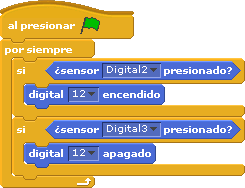 al presionar
por siempre
si ¿sensor Digital2 presionado?
digital 12 encendido
si ¿sensor Digital3 presionado?
digital 12 apagado